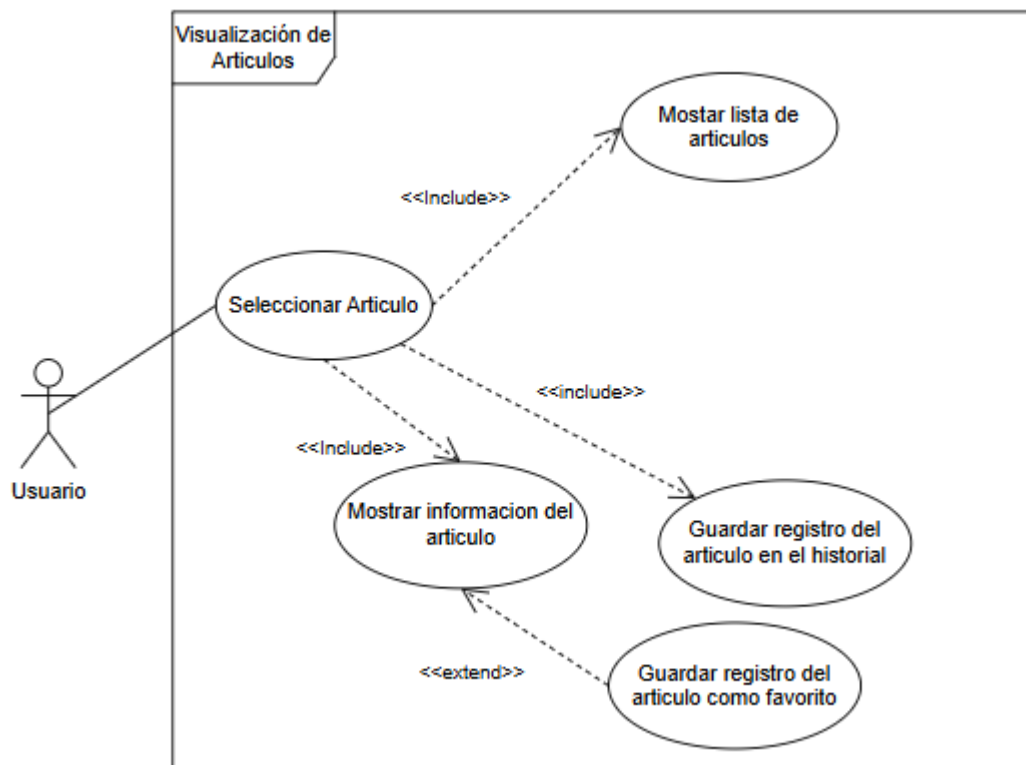 Visualización de
Articulos
Mostar lista de
articulos
<<Include>>
Seleccionar Articulo
<<include>>
<<Include>>
Usuario
Mostrar informacion del
articulo
Guardar registro del
articulo en el historial
<<extend>>
Guardar registro del
articulo como favorito